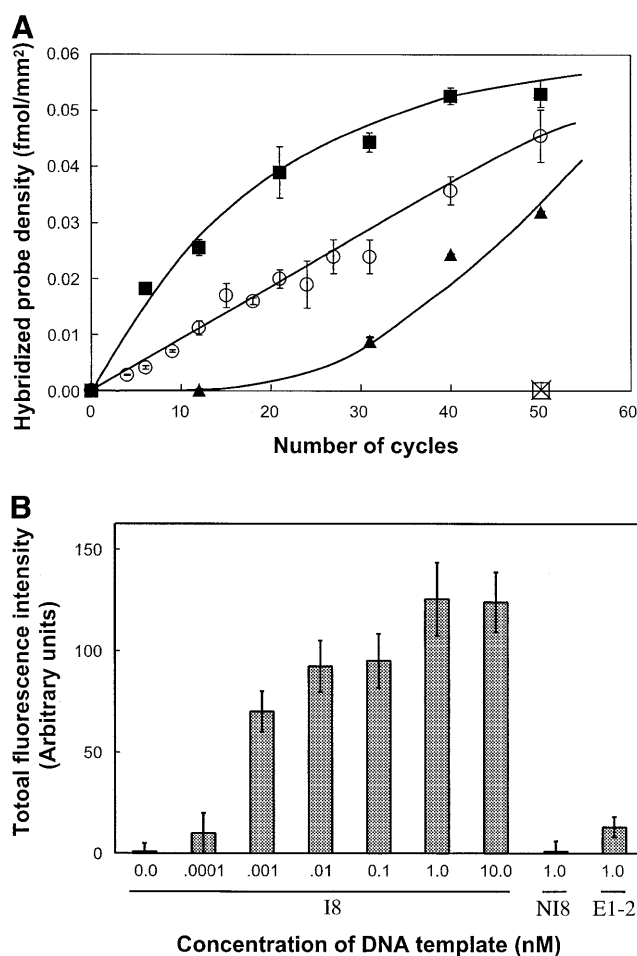 A
Hybridized probe density (fmol/mm²)
0.06
0.05
0.04
0.03
0.02
0.01
0.00
0 10 20 30 40 50 60
Number of cycles
B
Totoal fluorescence intensity
(Arbitrary units)
150
100
50
0
0.0 .0001 .001 .01 0.1 1.0 10.0 1.0 1.0
I8 NI8 E1-2
Concentration of DNA template (nM)